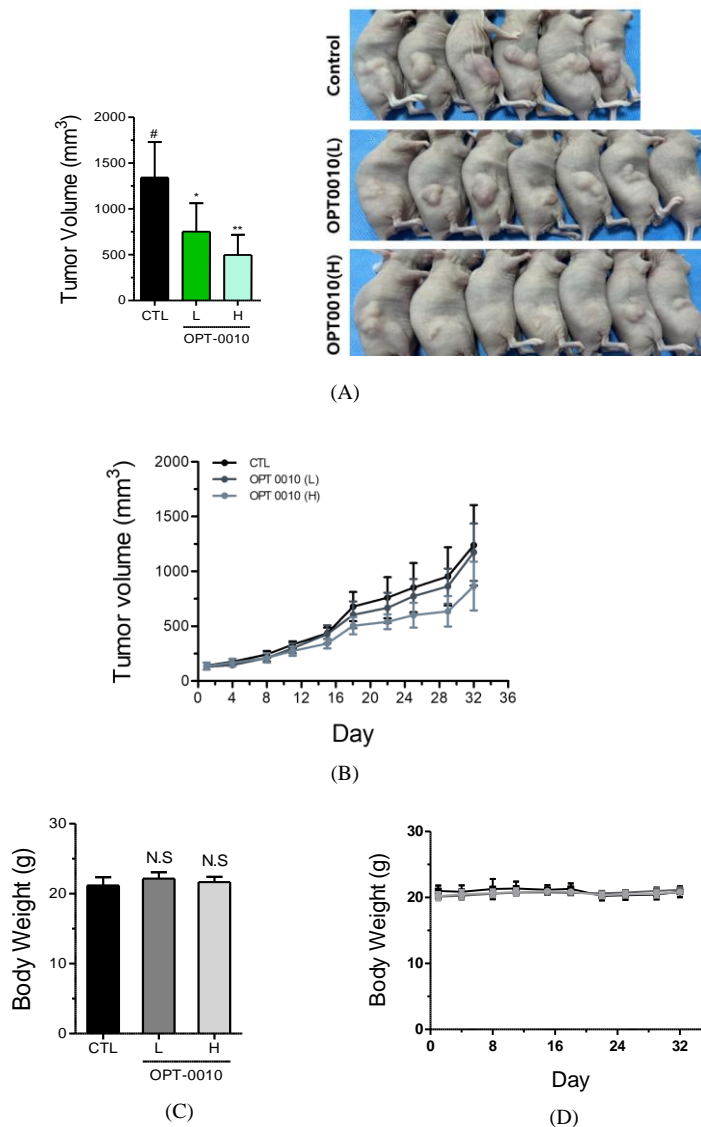 Control
OPT0010(L)
OPT0010(H)
Tumor Volume (mm³)
2000
1500
1000
500
0
#
*
**
CTL
L
H
OPT-0010
(A)
Tumor volume (mm³)
2000
1500
1000
500
0
CTL
OPT 0010 (L)
OPT 0010 (H)
0 4 8 12 16 20 24 28 32 36
Day
(B)
Body Weight (g)
30
20
10
0
N.S
N.S
CTL
L
H
OPT-0010
(C)
Body Weight (g)
30
20
10
0
0 8 16 24 32
Day
(D)